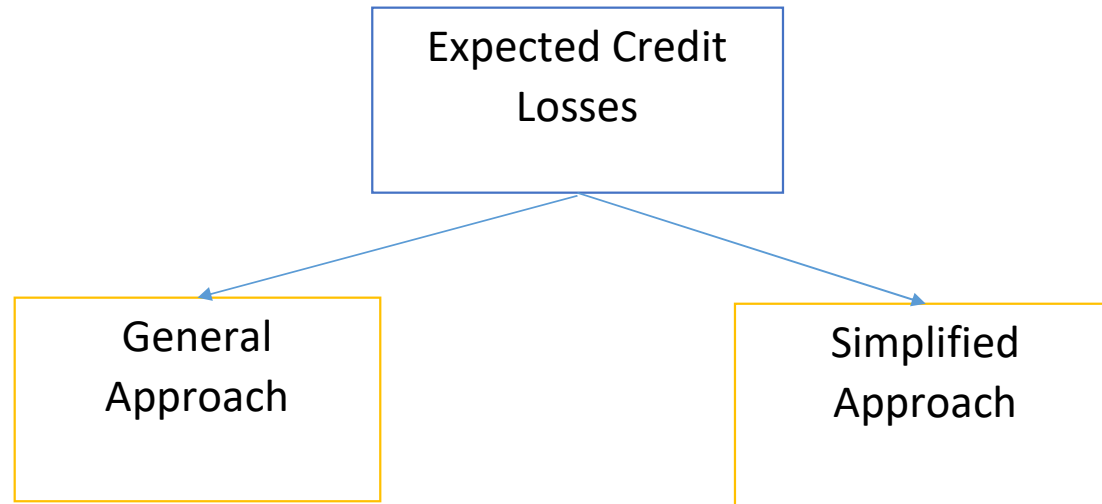 Expected Credit
Losses
General
Approach
Simplified
Approach